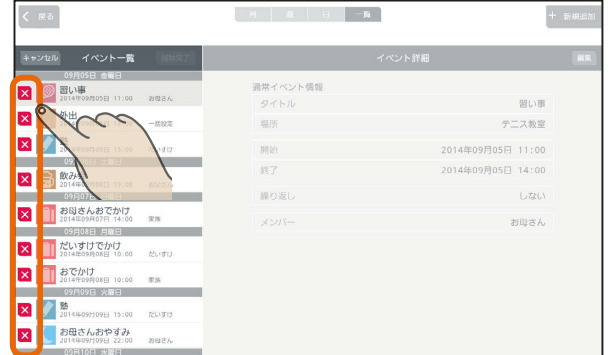 戻る
月 週 日 一覧
+ 新規追加
キャンセル イベント一覧 削除完了
イベント詳細
編集
09月05日 金曜日
習い事
2014年09月05日 11:00 お母さん
外出
一括設定
塾
15:00 だいすけ
飲み
お母さんおでかけ
2014年09月07日 14:00 家族
09月08日 月曜日
だいすけでかけ
2014年09月08日 10:00 だいすけ
おでかけ
2014年09月08日 10:00 家族
09月09日 火曜日
塾
2014年09月09日 15:00 だいすけ
お母さんおやすみ
2014年09月09日 22:00 お母さん
09月10日 水曜日
通常イベント情報
タイトル 習い事
場所 テニス教室
開始 2014年09月05日 11:00
終了 2014年09月05日 14:00
繰り返し しない
メンバー お母さん